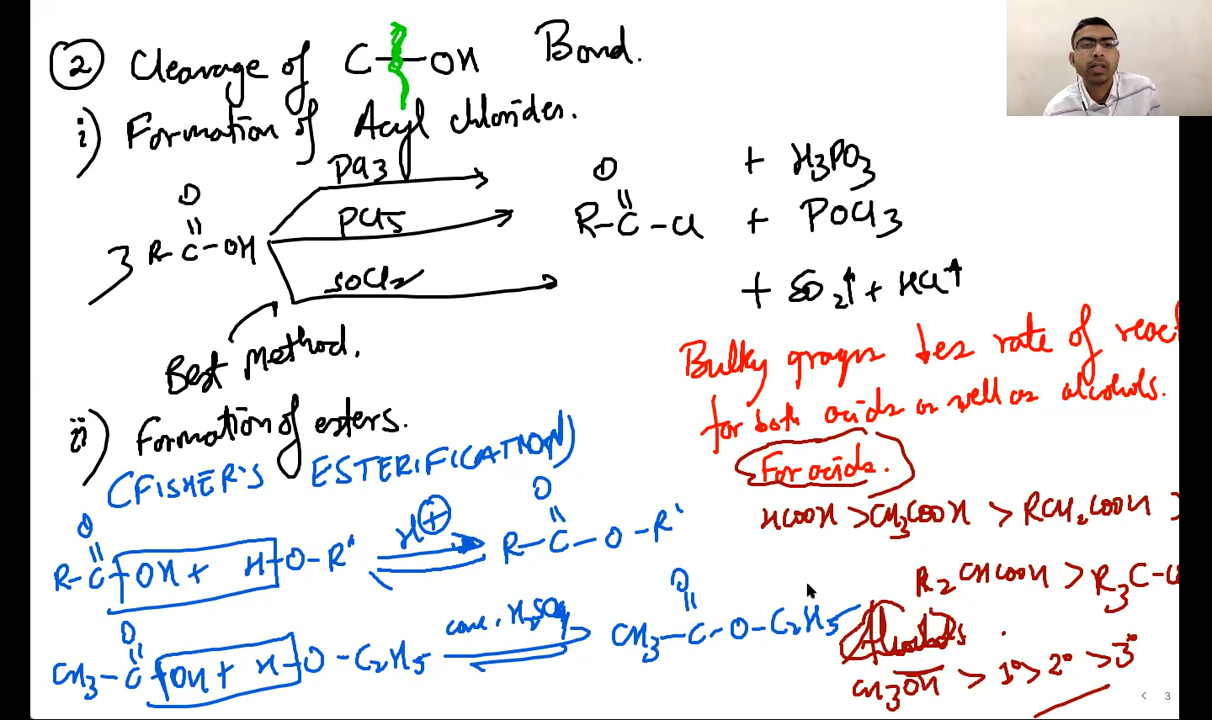 ② Cleavage of C–OH Bond.
i) Formation of Acyl chlorides.
PCl3
+ H3PO3
O
3 R–C–OH
PCl5
O
R–C–Cl + POCl3
SOCl2
+ SO2↑ + HCl↑
Best Method.
Bulky groups ↓es rate of reac
for both acids as well as alcohols.
ii) Formation of esters.
(FISHER'S ESTERIFICATION)
For acids.
HCOOH > CH3COOH > RCH2COOH >
R2CHCOOH > R3C–C
O
R–C–OH + H–O–R' H⊕ R–C–O–R'
O
CH3–C–OH + H–O–C2H5 conc. H2SO4 CH3–C–O–C2H5
O
O
Alcohols
CH3OH > 1° > 2° > 3°
< 3